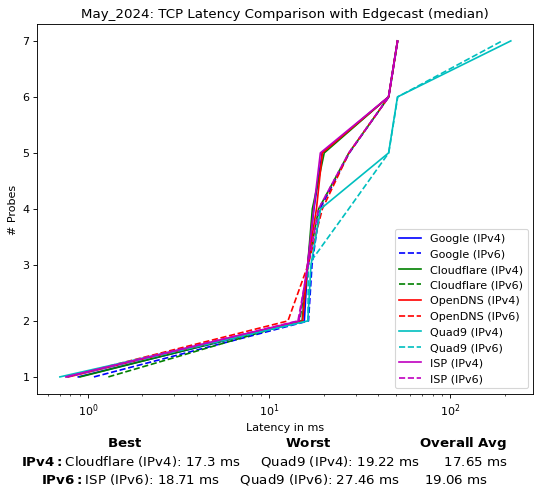 May_2024: TCP Latency Comparison with Edgecast (median)
7
6
5
4
3
2
1
# Probes
Google (IPv4)
Google (IPv6)
Cloudflare (IPv4)
Cloudflare (IPv6)
OpenDNS (IPv4)
OpenDNS (IPv6)
Quad9 (IPv4)
Quad9 (IPv6)
ISP (IPv4)
ISP (IPv6)
10⁰ 10¹ 10²
Latency in ms
Best Worst Overall Avg
IPv4: Cloudflare (IPv4): 17.3 ms Quad9 (IPv4): 19.22 ms 17.65 ms
IPv6: ISP (IPv6): 18.71 ms Quad9 (IPv6): 27.46 ms 19.06 ms